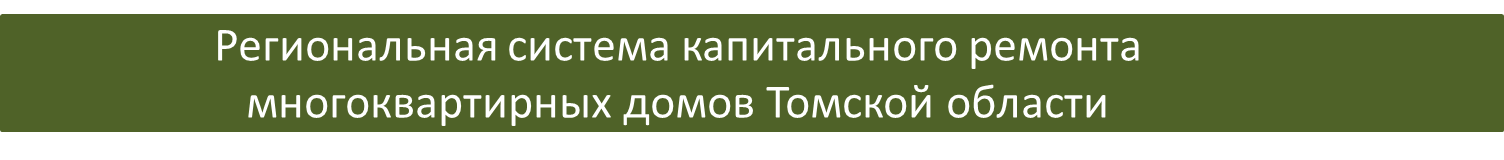 Региональная система капитального ремонта
многоквартирных домов Томской области